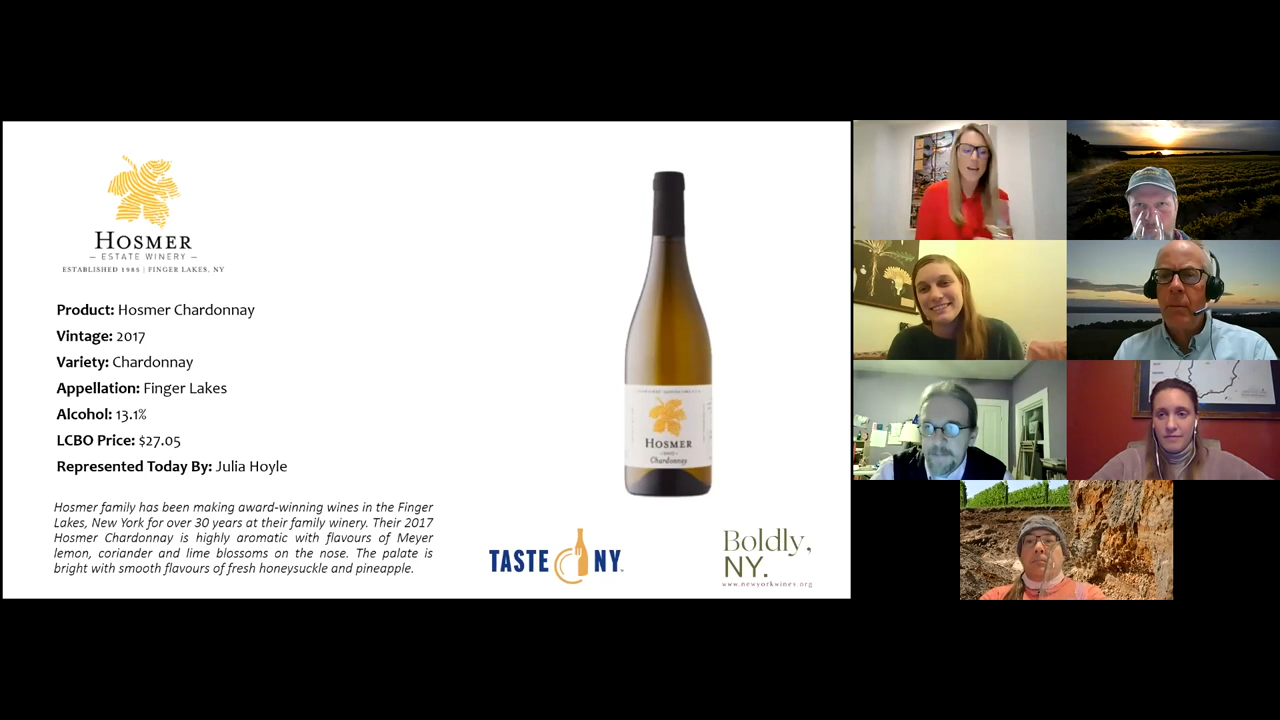 HOSMER
– ESTATE WINERY –
ESTABLISHED 1985 | FINGER LAKES, NY
Product: Hosmer Chardonnay
Vintage: 2017
Variety: Chardonnay
Appellation: Finger Lakes
Alcohol: 13.1%
LCBO Price: $27.05
Represented Today By: Julia Hoyle
Hosmer family has been making award-winning wines in the Finger
Lakes, New York for over 30 years at their family winery. Their 2017
Hosmer Chardonnay is highly aromatic with flavours of Meyer
lemon, coriander and lime blossoms on the nose. The palate is
bright with smooth flavours of fresh honeysuckle and pineapple.
HOSMER
Chardonnay
TASTE NY
Boldly,
NY.
www.newyorkwines.org